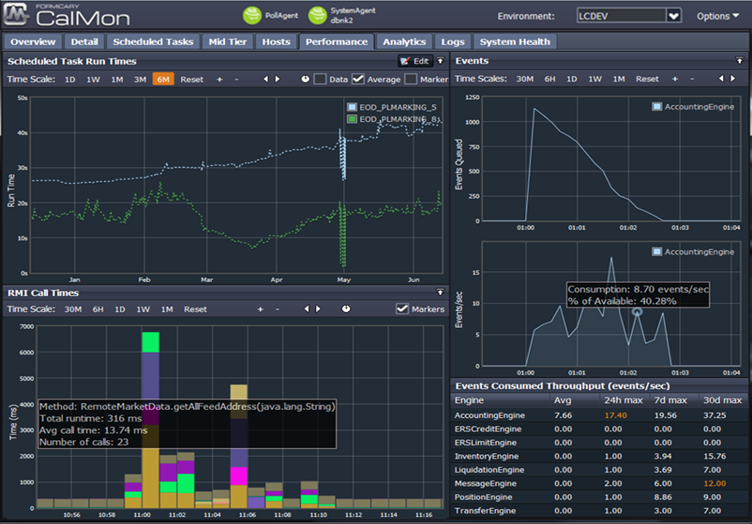 FORMICARY
CalMon
PollAgent
SystemAgent
dbnk2
Environment: LCDEV Options
Overview Detail Scheduled Tasks Mid Tier Hosts Performance Analytics Logs System Health
Scheduled Task Run Times Edit
Time Scale: 1D 1W 1M 3M 6M Reset + - Data Average Marker
50s
40s
30s
20s
10s
0s
Run Time
EOD_PLMARKING_5
EOD_PLMARKING_8
Jan Feb Mar Apr May Jun
RMI Call Times
Time Scale: 30M 6H 1D 1W 1M Reset + - Markers
7000
6000
5000
4000
3000
2000
1000
0
Time (ms)
Method: RemoteMarketData.getAllFeedAddress(java.lang.String)
Total runtime: 316 ms
Avg call time: 13.74 ms
Number of calls: 23
10:56 10:58 11:00 11:02 11:04 11:06 11:08 11:10 11:12 11:14 11:16
Events
Time Scales: 30M 6H 1D 1W 1M Reset + -
1250
1000
750
500
250
0
Events Queued
AccountingEngine
01:00 01:01 01:02 01:03 01:04
15
10
5
0
Events/sec
AccountingEngine
Consumption: 8.70 events/sec
% of Available: 40.28%
01:00 01:01 01:02 01:03 01:04
Events Consumed Throughput (events/sec)
Engine Avg 24h max 7d max 30d max
AccountingEngine 7.66 17.40 19.56 37.25
ERSCreditEngine 0.00 0.00 0.00 0.00
ERSLimitEngine 0.00 0.00 0.00 0.00
InventoryEngine 0.00 1.00 3.94 15.76
LiquidationEngine 0.00 1.00 3.69 7.00
MessageEngine 0.00 2.00 6.00 12.00
PositionEngine 0.00 1.00 8.86 9.00
TransferEngine 0.00 1.00 3.00 7.00